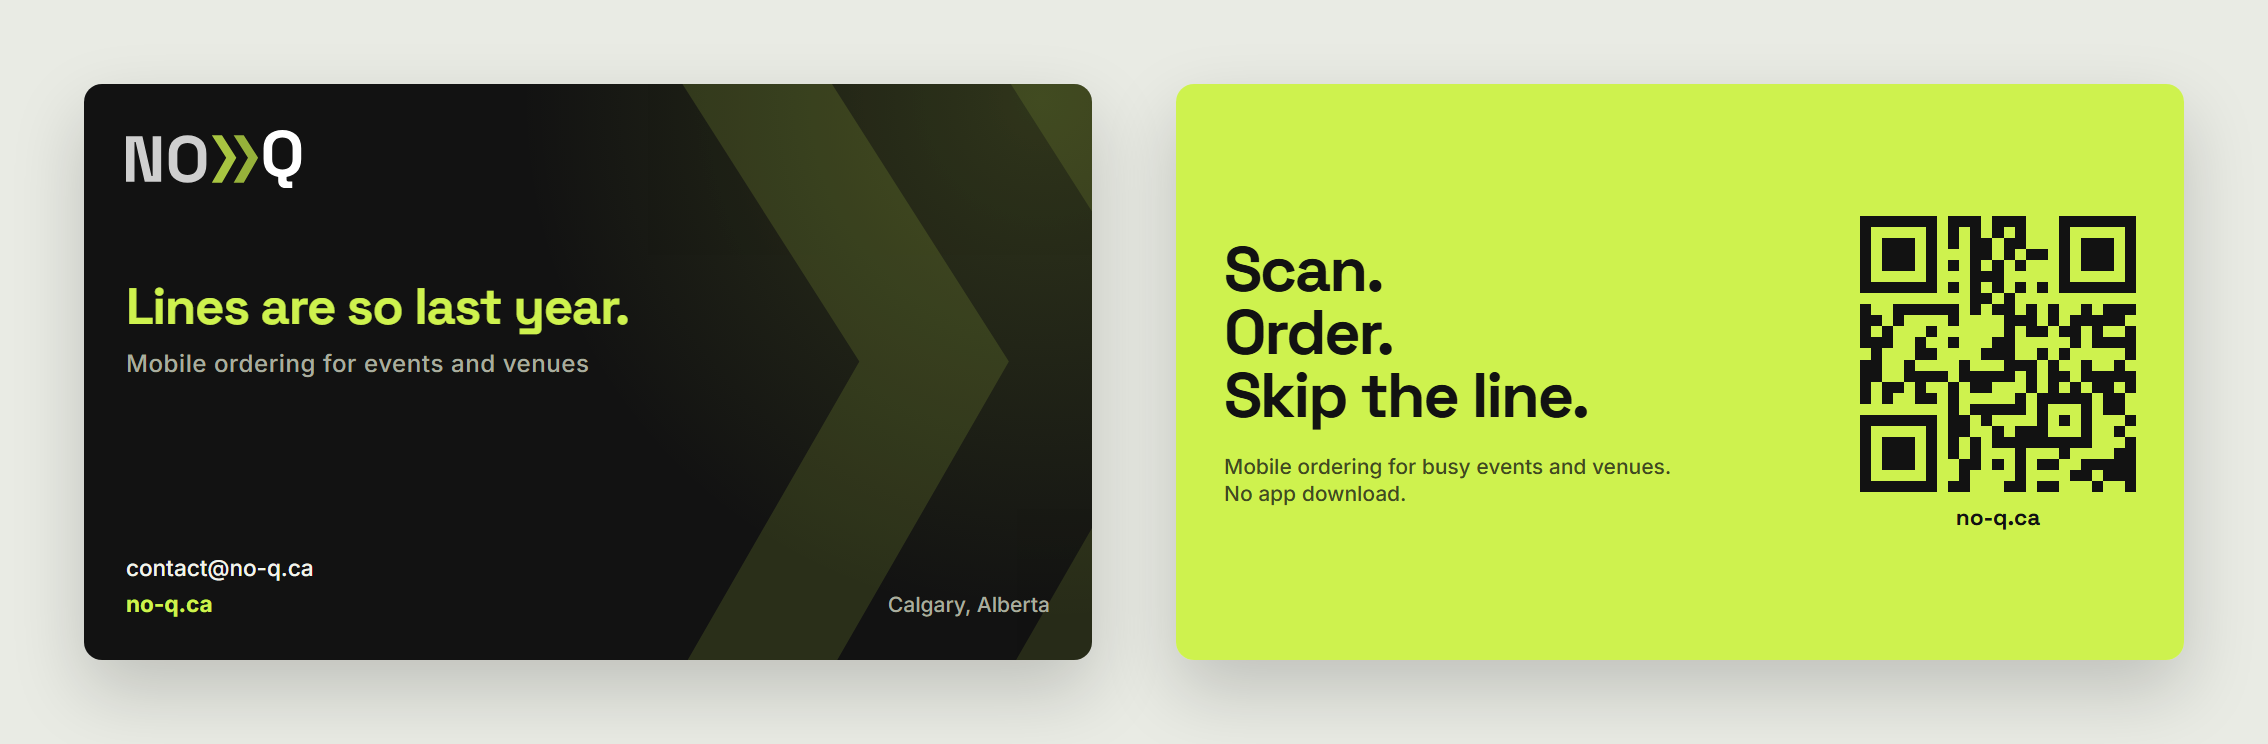 NO»Q
Lines are so last year.
Mobile ordering for events and venues
contact@no-q.ca
no-q.ca
Calgary, Alberta
Scan.
Order.
Skip the line.
Mobile ordering for busy events and venues.
No app download.
no-q.ca